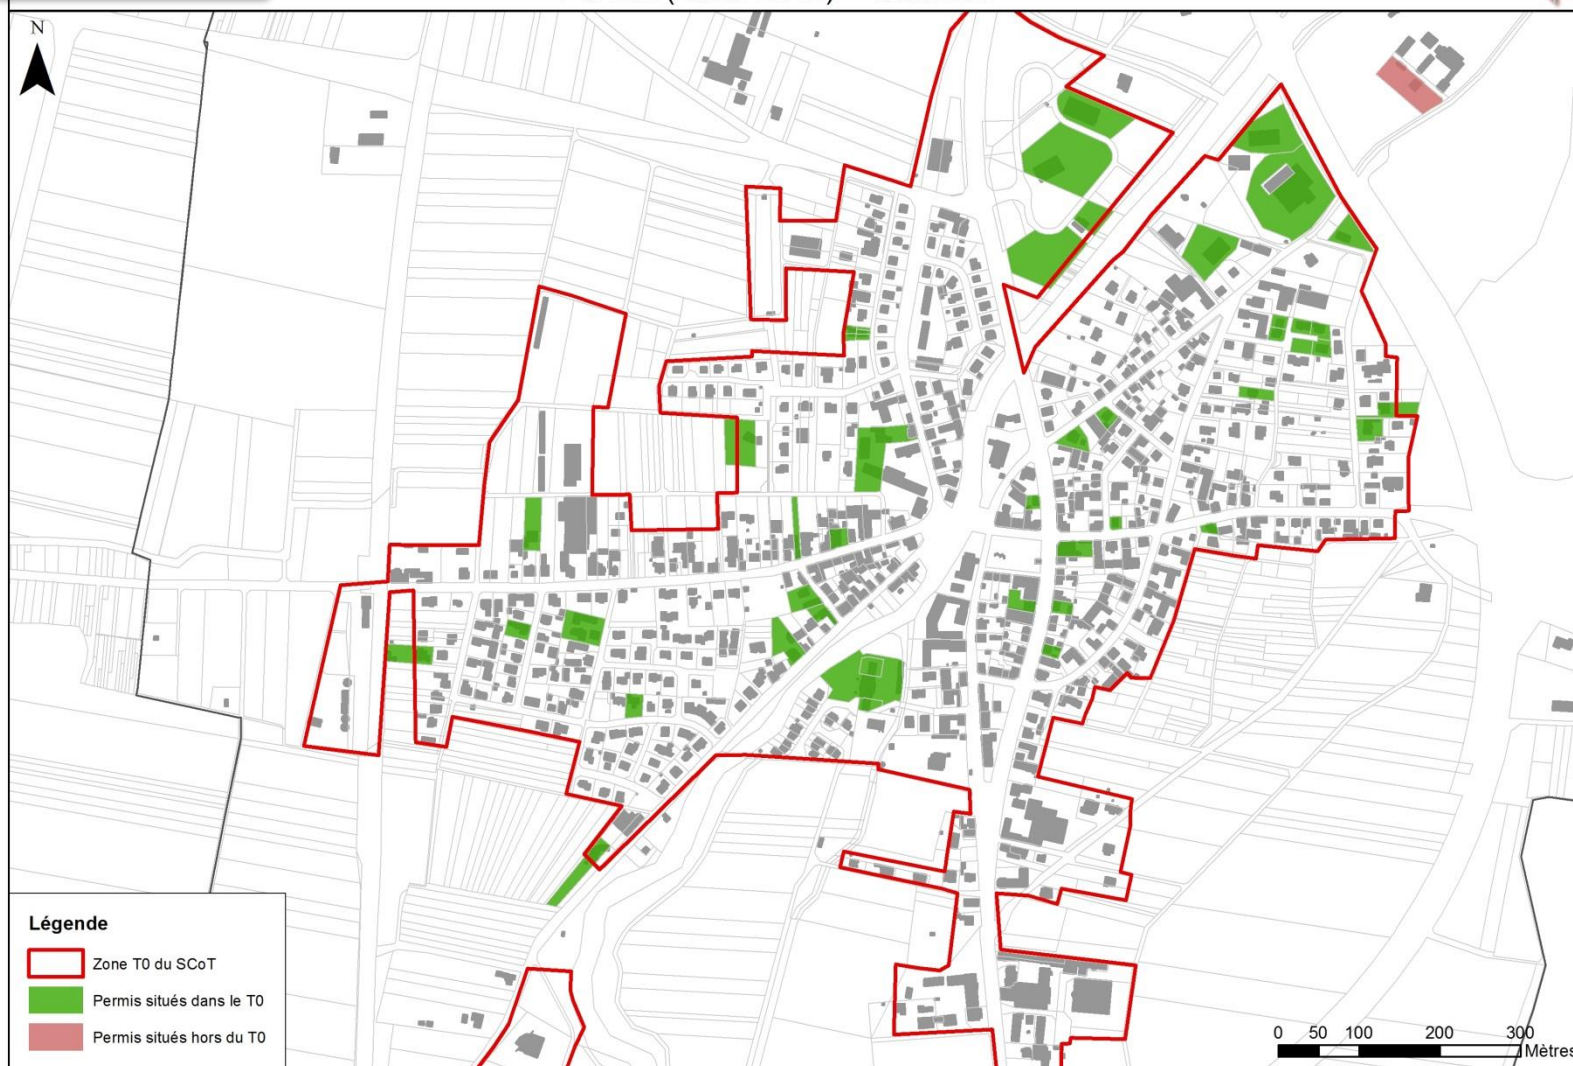 N
Légende
Zone T0 du SCoT
Permis situés dans le T0
Permis situés hors du T0
0 50 100 200 300
Mètres